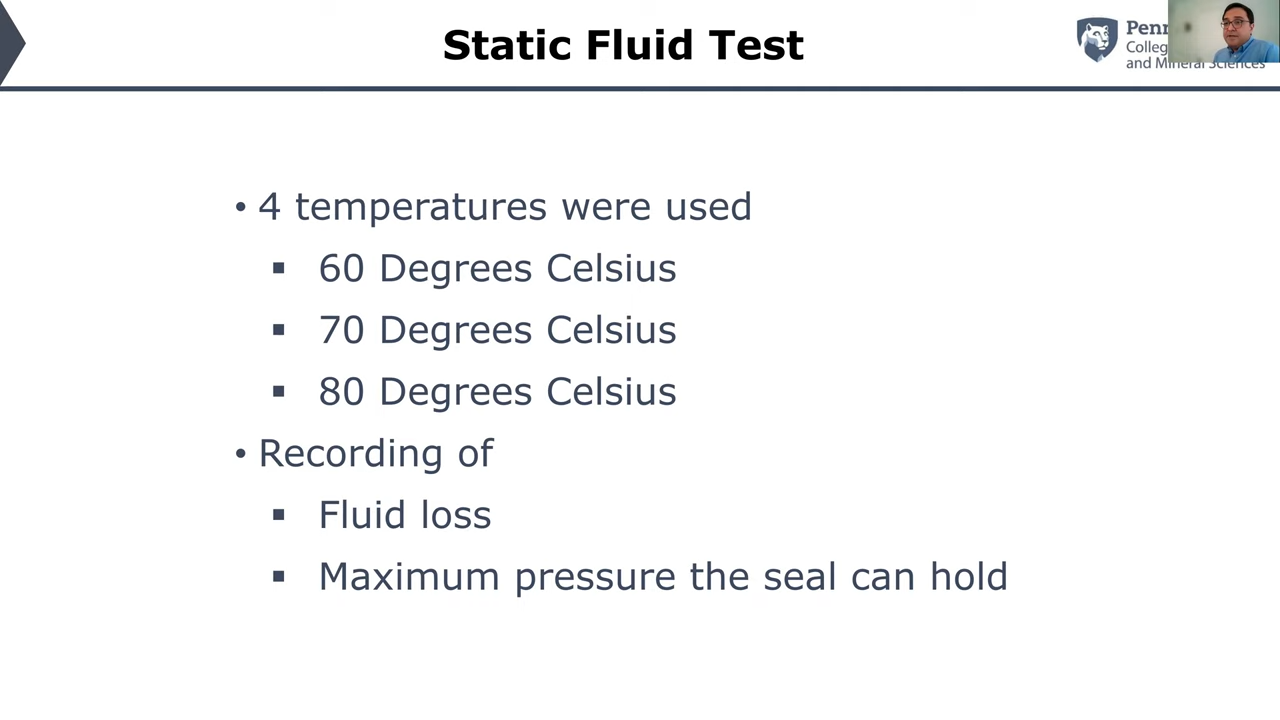 Static Fluid Test
Penn
Colleg
and Mineral Sciences
• 4 temperatures were used
▪ 60 Degrees Celsius
▪ 70 Degrees Celsius
▪ 80 Degrees Celsius
• Recording of
▪ Fluid loss
▪ Maximum pressure the seal can hold